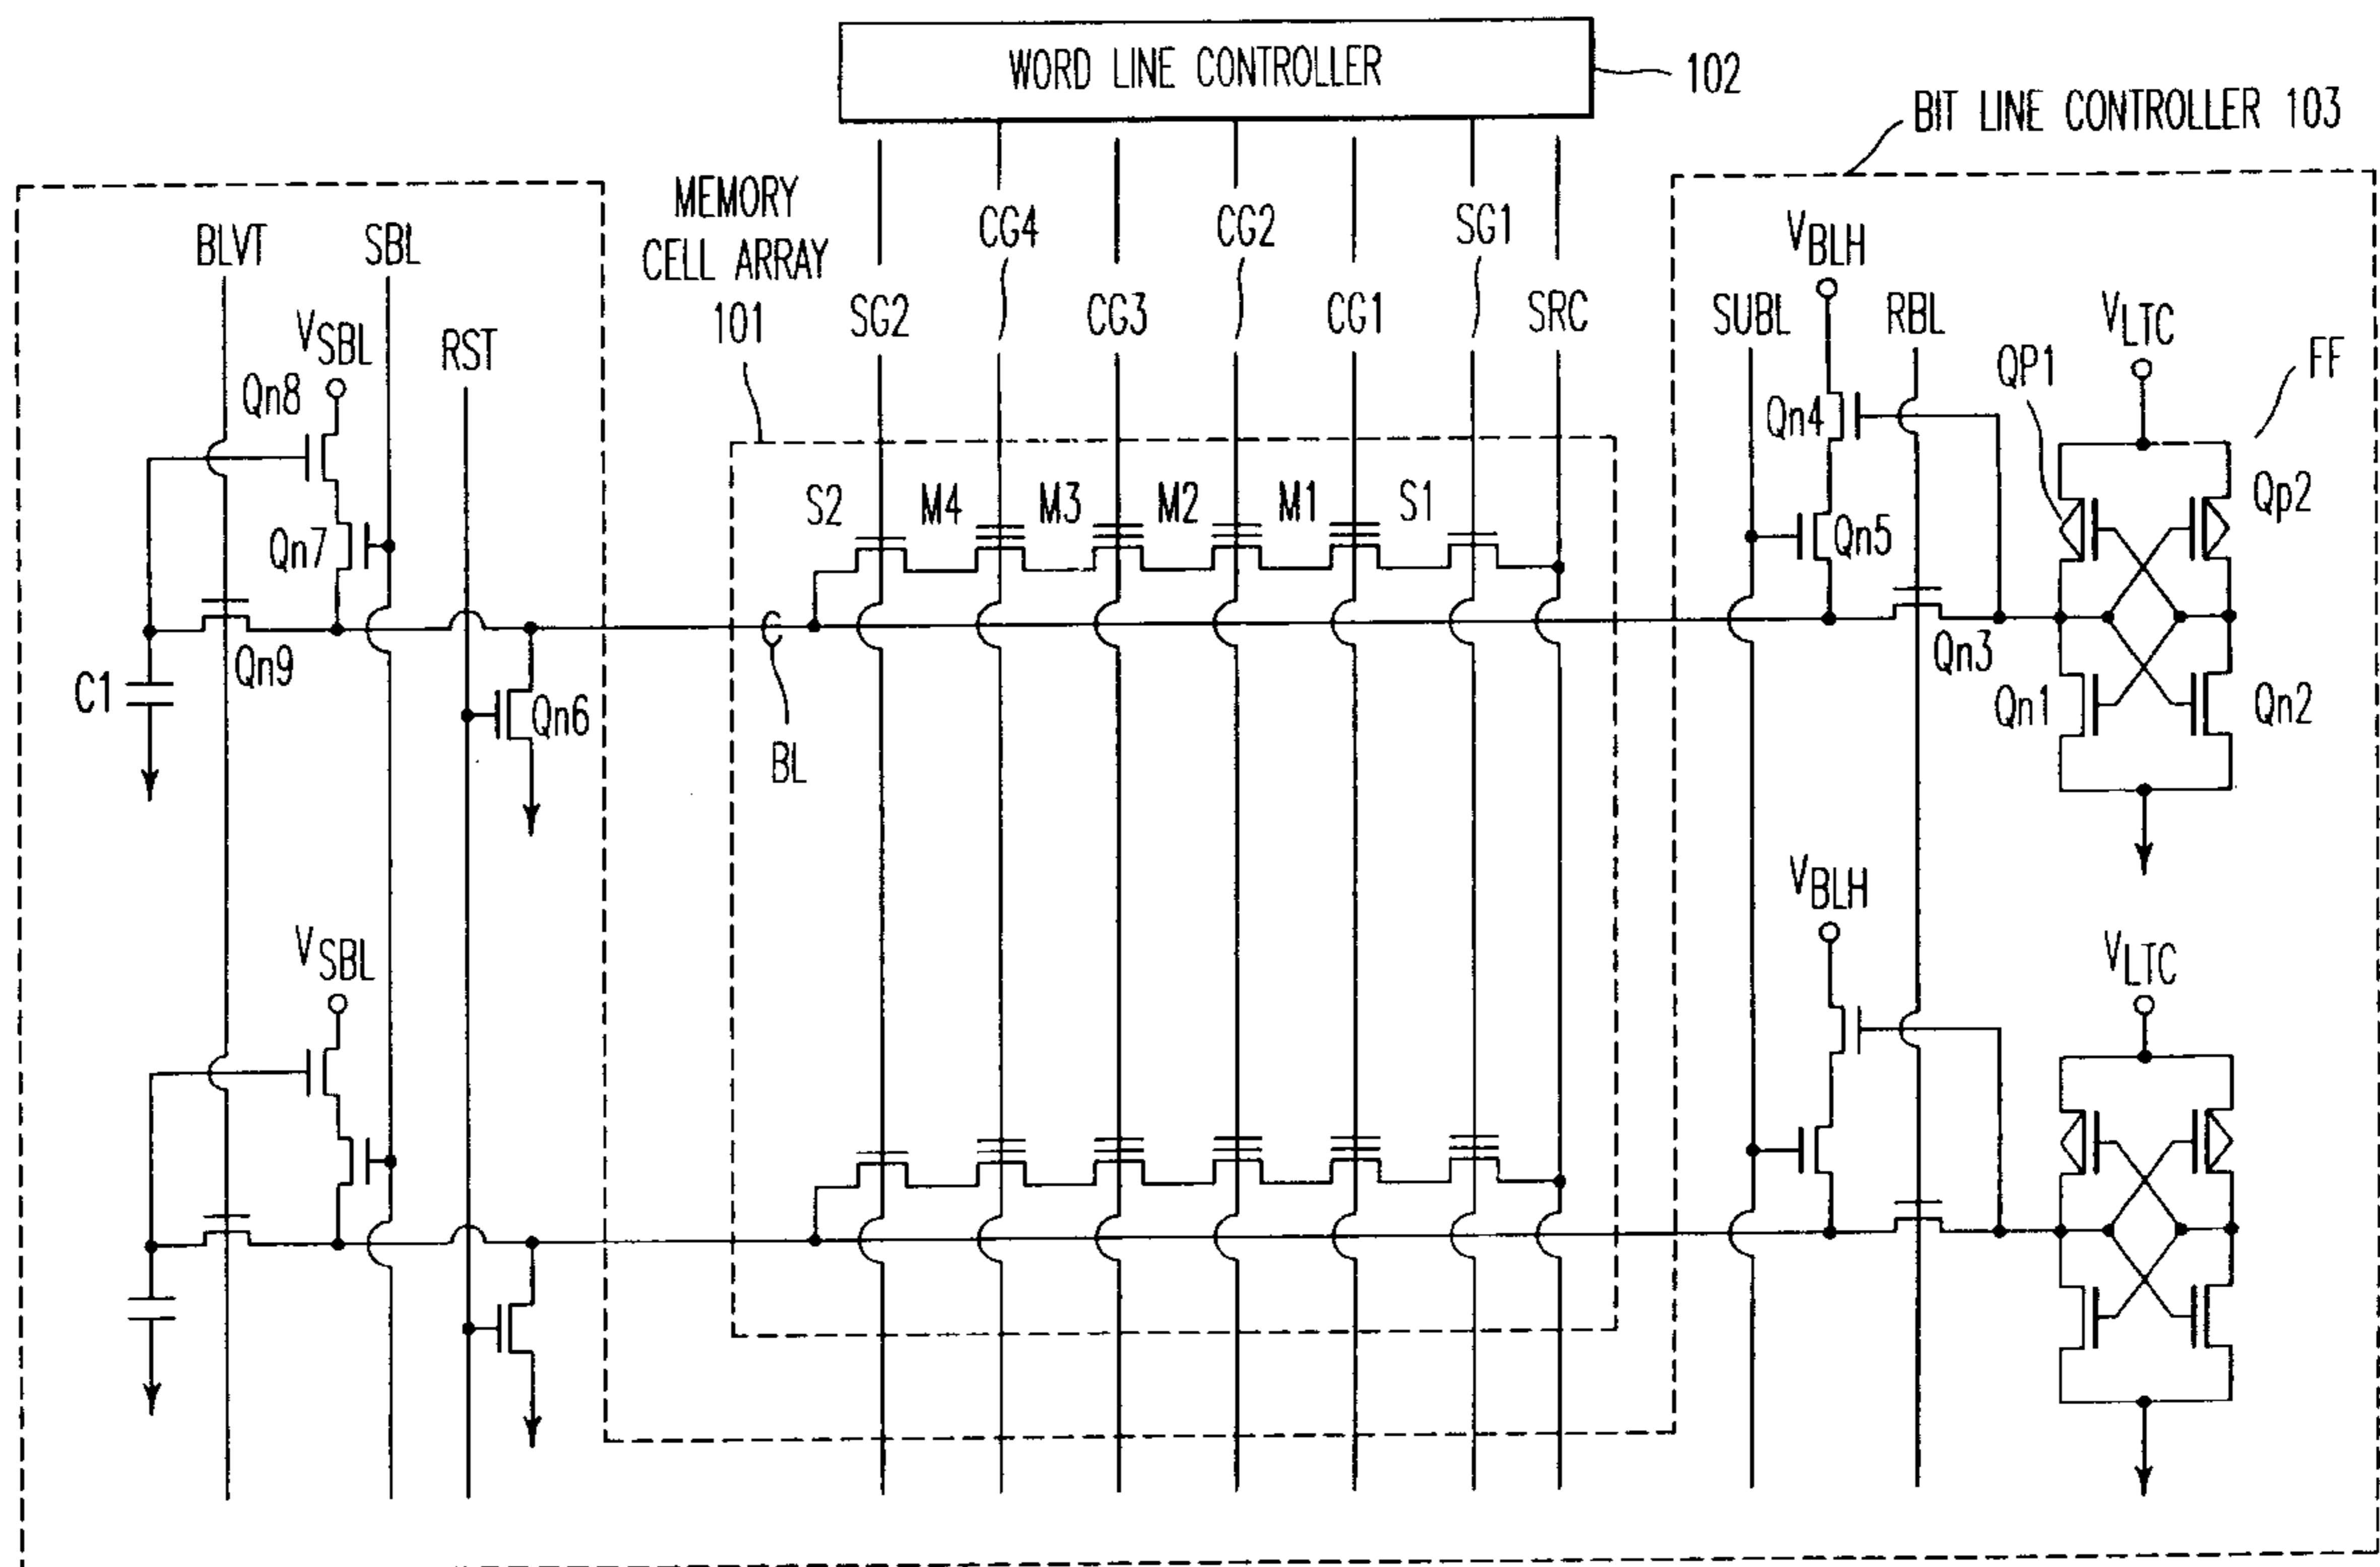 WORD LINE CONTROLLER
102
BIT LINE CONTROLLER 103
MEMORY
CELL ARRAY
101
BLVT
SBL
RST
VSBL
Qn8
Qn7
Qn9
C1
Qn6
SG2
CG4
CG3
CG2
CG1
SG1
SRC
S2
M4
M3
M2
M1
S1
BL
SUBL
VBLH
RBL
VLTC
QP1
FF
Qn4
Qn5
Qp2
Qn3
Qn1
Qn2
VSBL
VBLH
VLTC